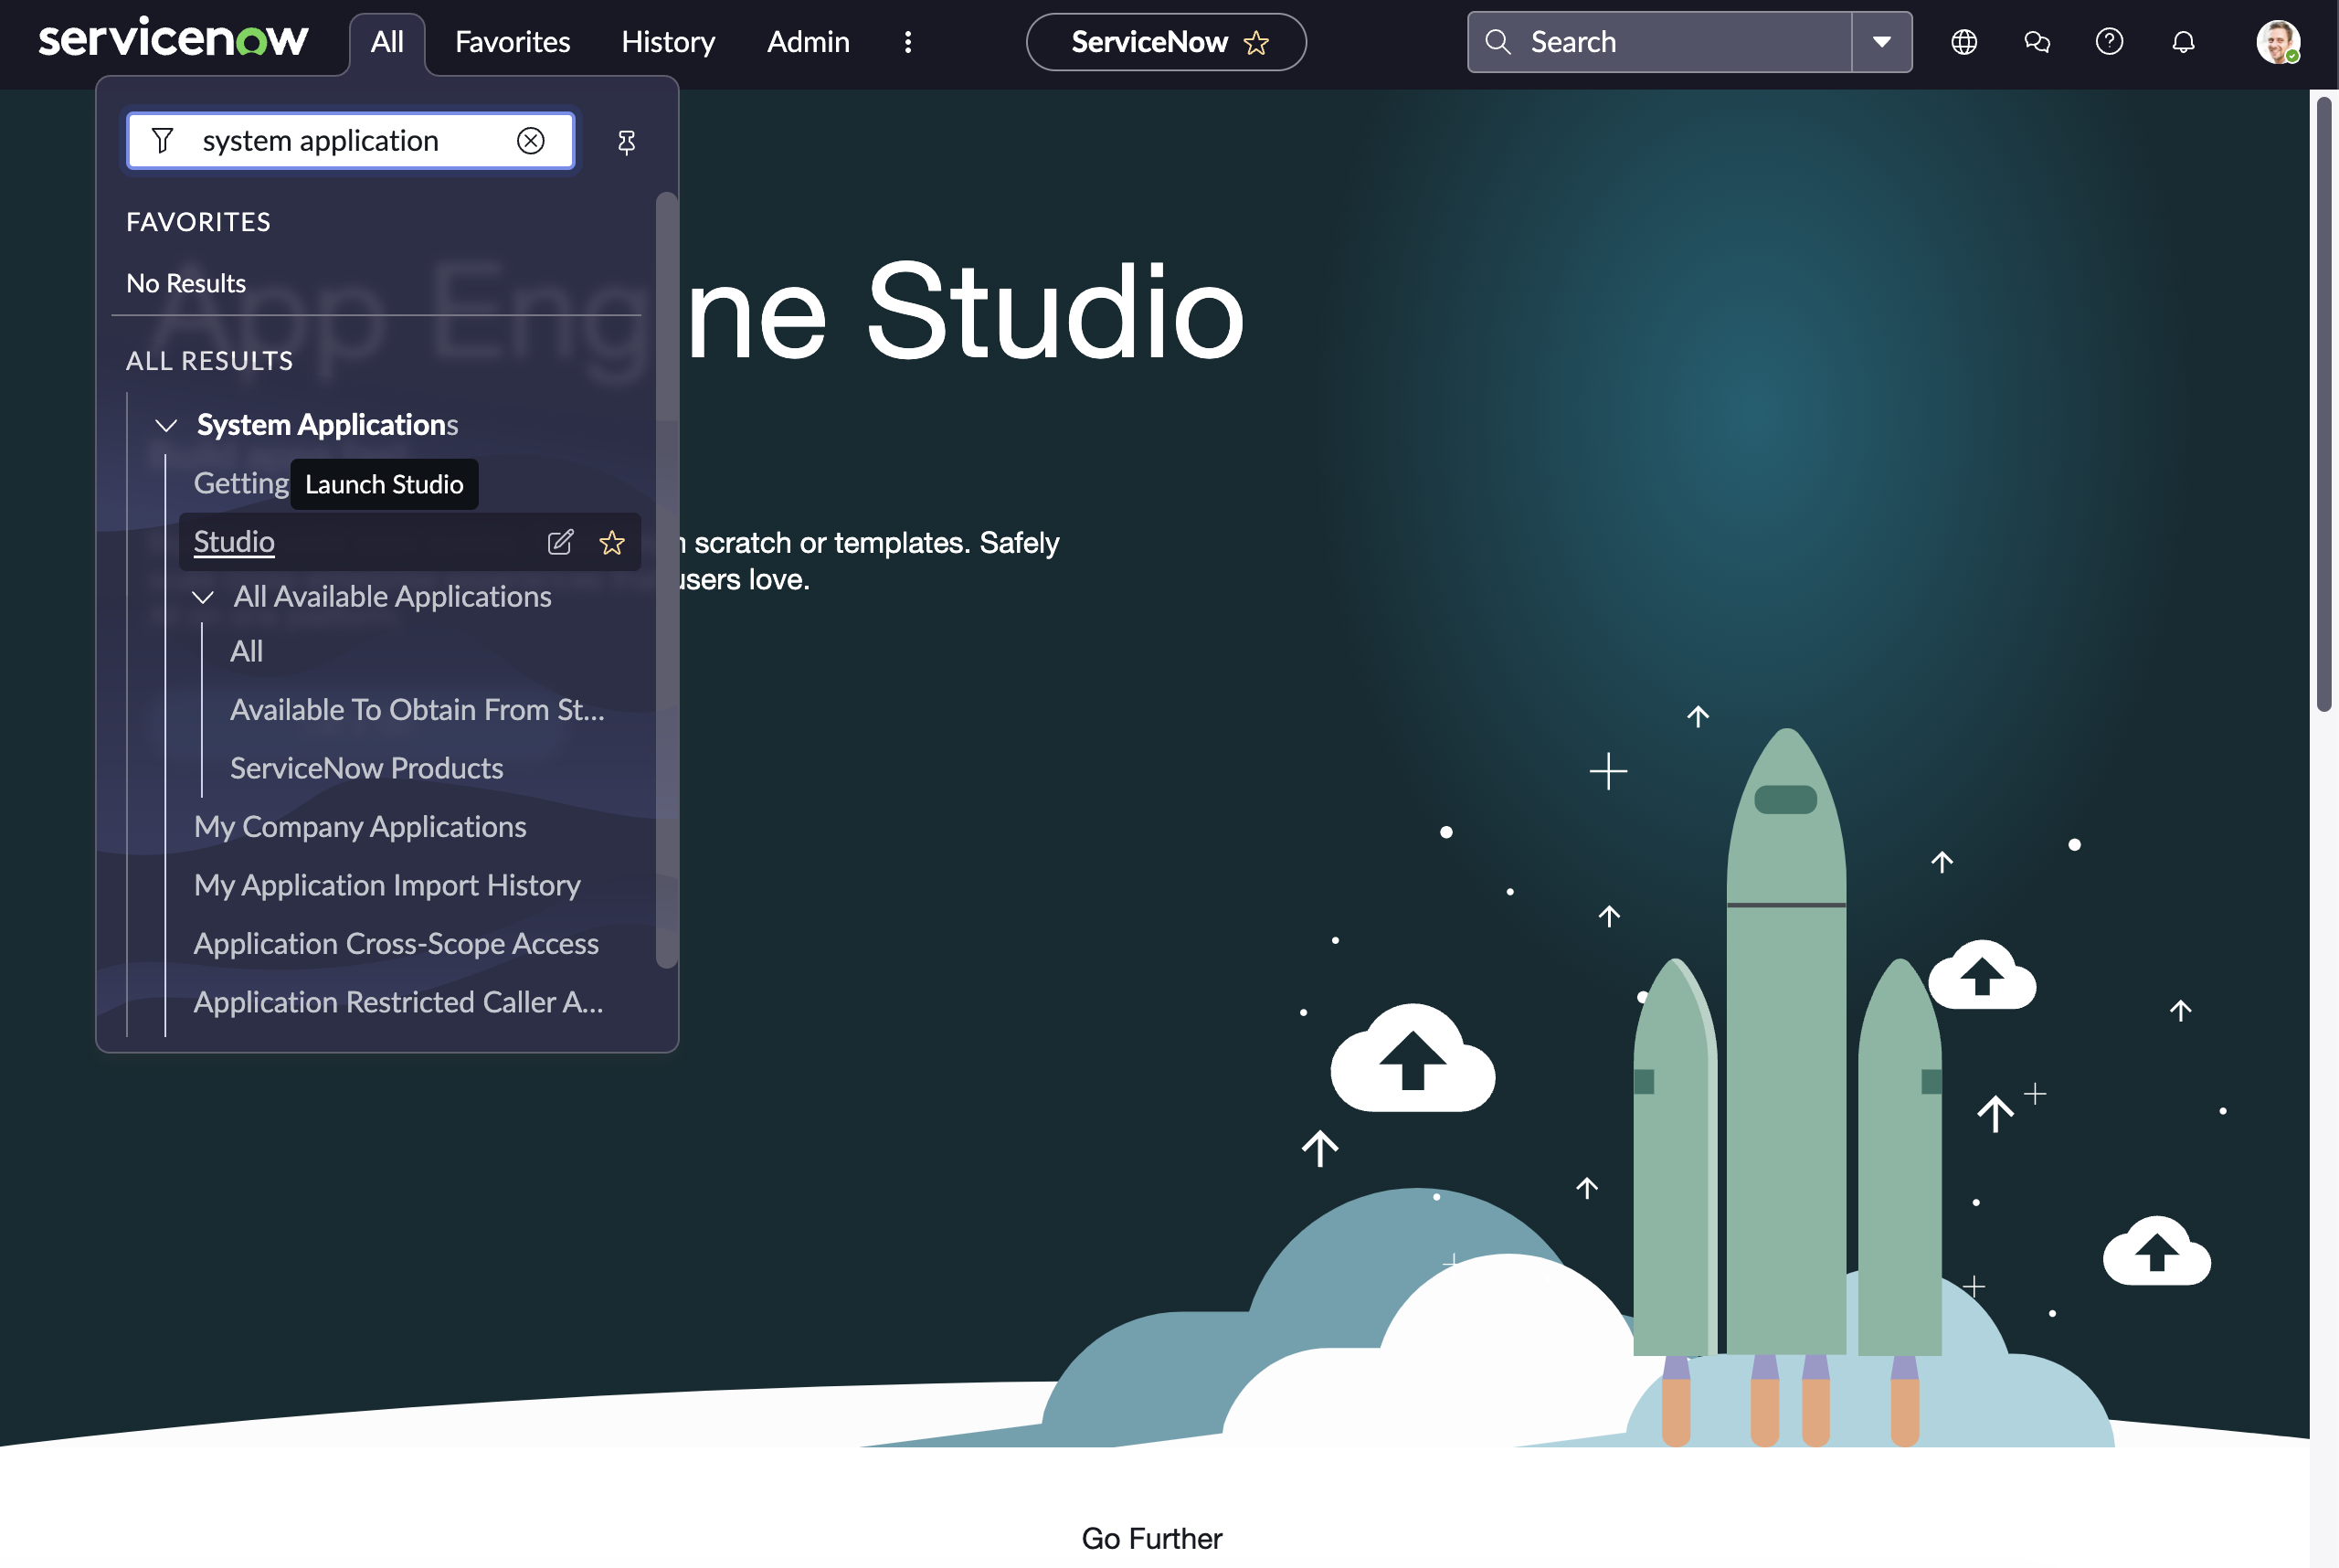 servicenow
All
Favorites
History
Admin
ServiceNow
Search
system application
FAVORITES
No Results
ALL RESULTS
System Applications
Getting
Launch Studio
Studio
All Available Applications
All
Available To Obtain From St...
ServiceNow Products
My Company Applications
My Application Import History
Application Cross-Scope Access
Application Restricted Caller A...
App Engine Studio
scratch or templates. Safely
users love.
Go Further